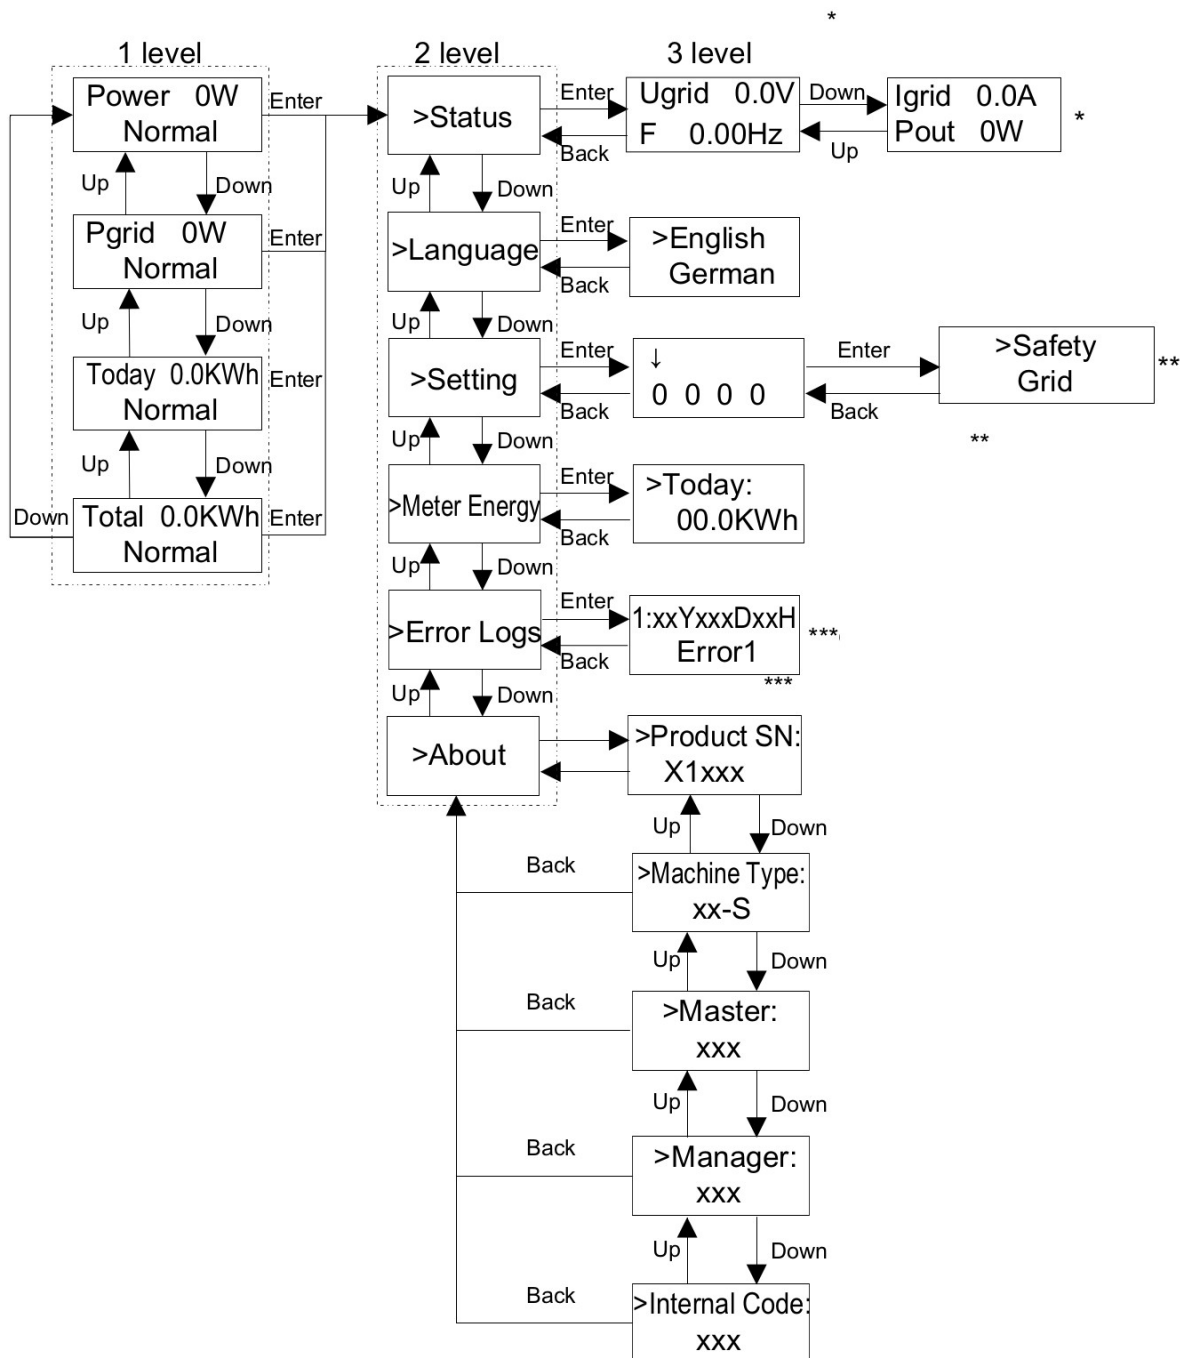 *
1 level
2 level
3 level
Power 0W
Normal
Enter
>Status
Enter
Back
Ugrid 0.0V
F 0.00Hz
Down
Up
Igrid 0.0A
Pout 0W
*
Up
Down
Up
Down
Pgrid 0W
Normal
Enter
>Language
Enter
Back
>English
German
Up
Down
Up
Down
Today 0.0KWh
Normal
Enter
>Setting
Enter
Back
↓
0 0 0 0
Enter
Back
>Safety
Grid
**
**
Up
Down
Up
Down
Down
Total 0.0KWh
Normal
Enter
>Meter Energy
Enter
Back
>Today:
00.0KWh
Up
Down
>Error Logs
Enter
Back
1:xxYxxxDxxH
Error1
***
***
Up
Down
>About
>Product SN:
X1xxx
Up
Down
Back
>Machine Type:
xx-S
Up
Down
Back
>Master:
xxx
Up
Down
Back
>Manager:
xxx
Up
Down
Back
>Internal Code:
xxx